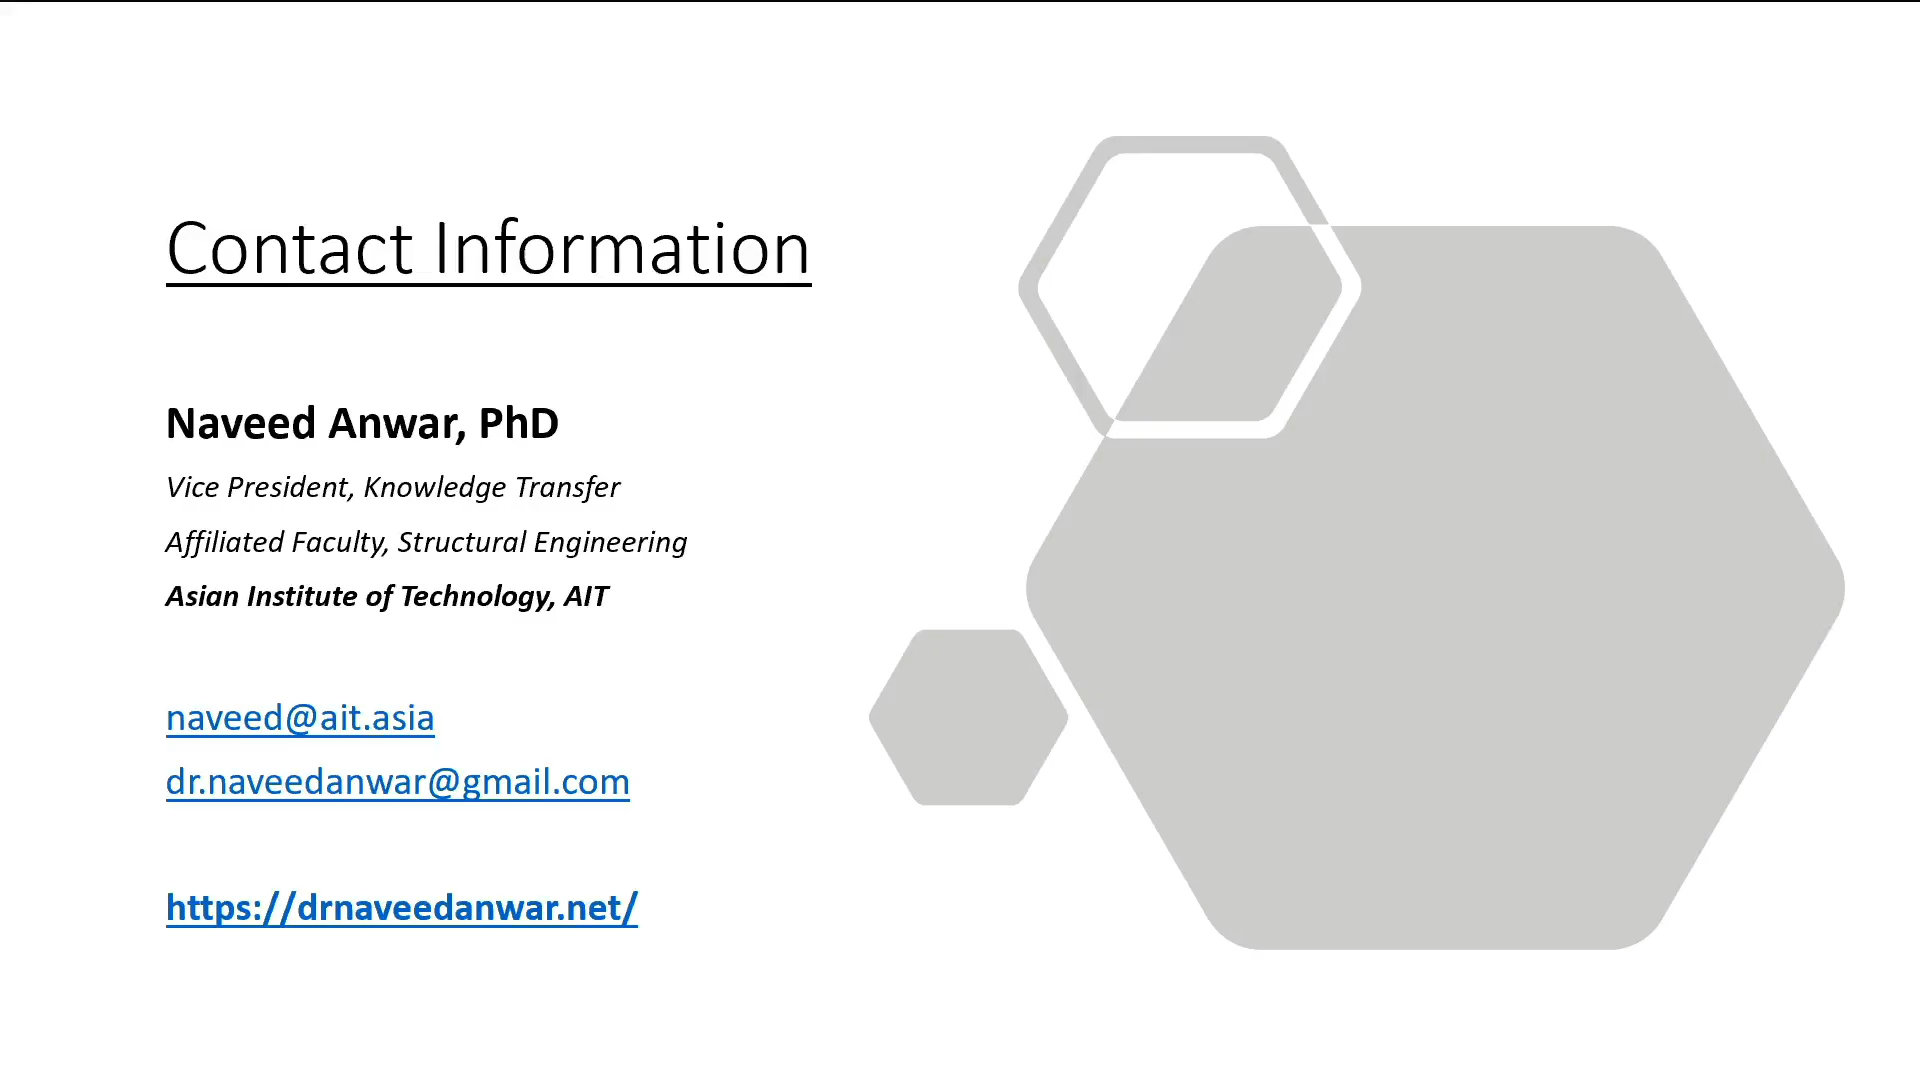 Contact Information
Naveed Anwar, PhD
Vice President, Knowledge Transfer
Affiliated Faculty, Structural Engineering
Asian Institute of Technology, AIT
naveed@ait.asia
dr.naveedanwar@gmail.com
https://drnaveedanwar.net/